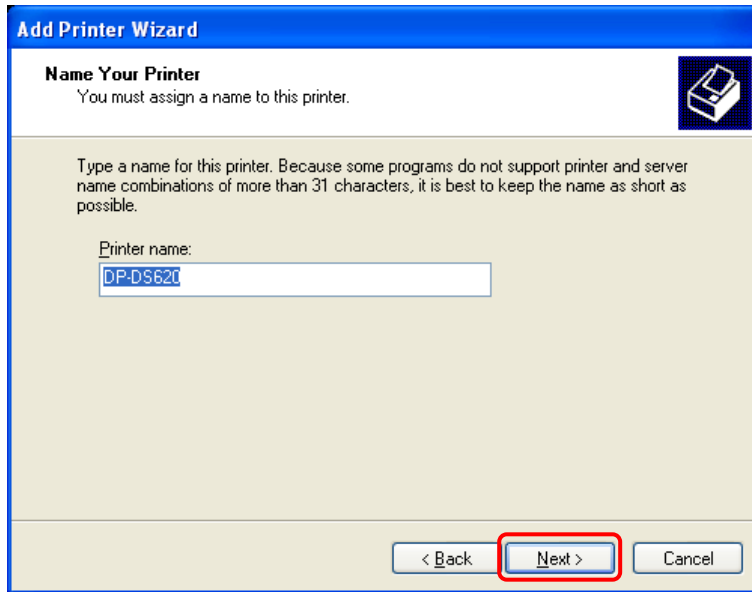 Add Printer Wizard
Name Your Printer
You must assign a name to this printer.
Type a name for this printer. Because some programs do not support printer and server
name combinations of more than 31 characters, it is best to keep the name as short as
possible.
Printer name:
DP-DS620
< Back
Next >
Cancel